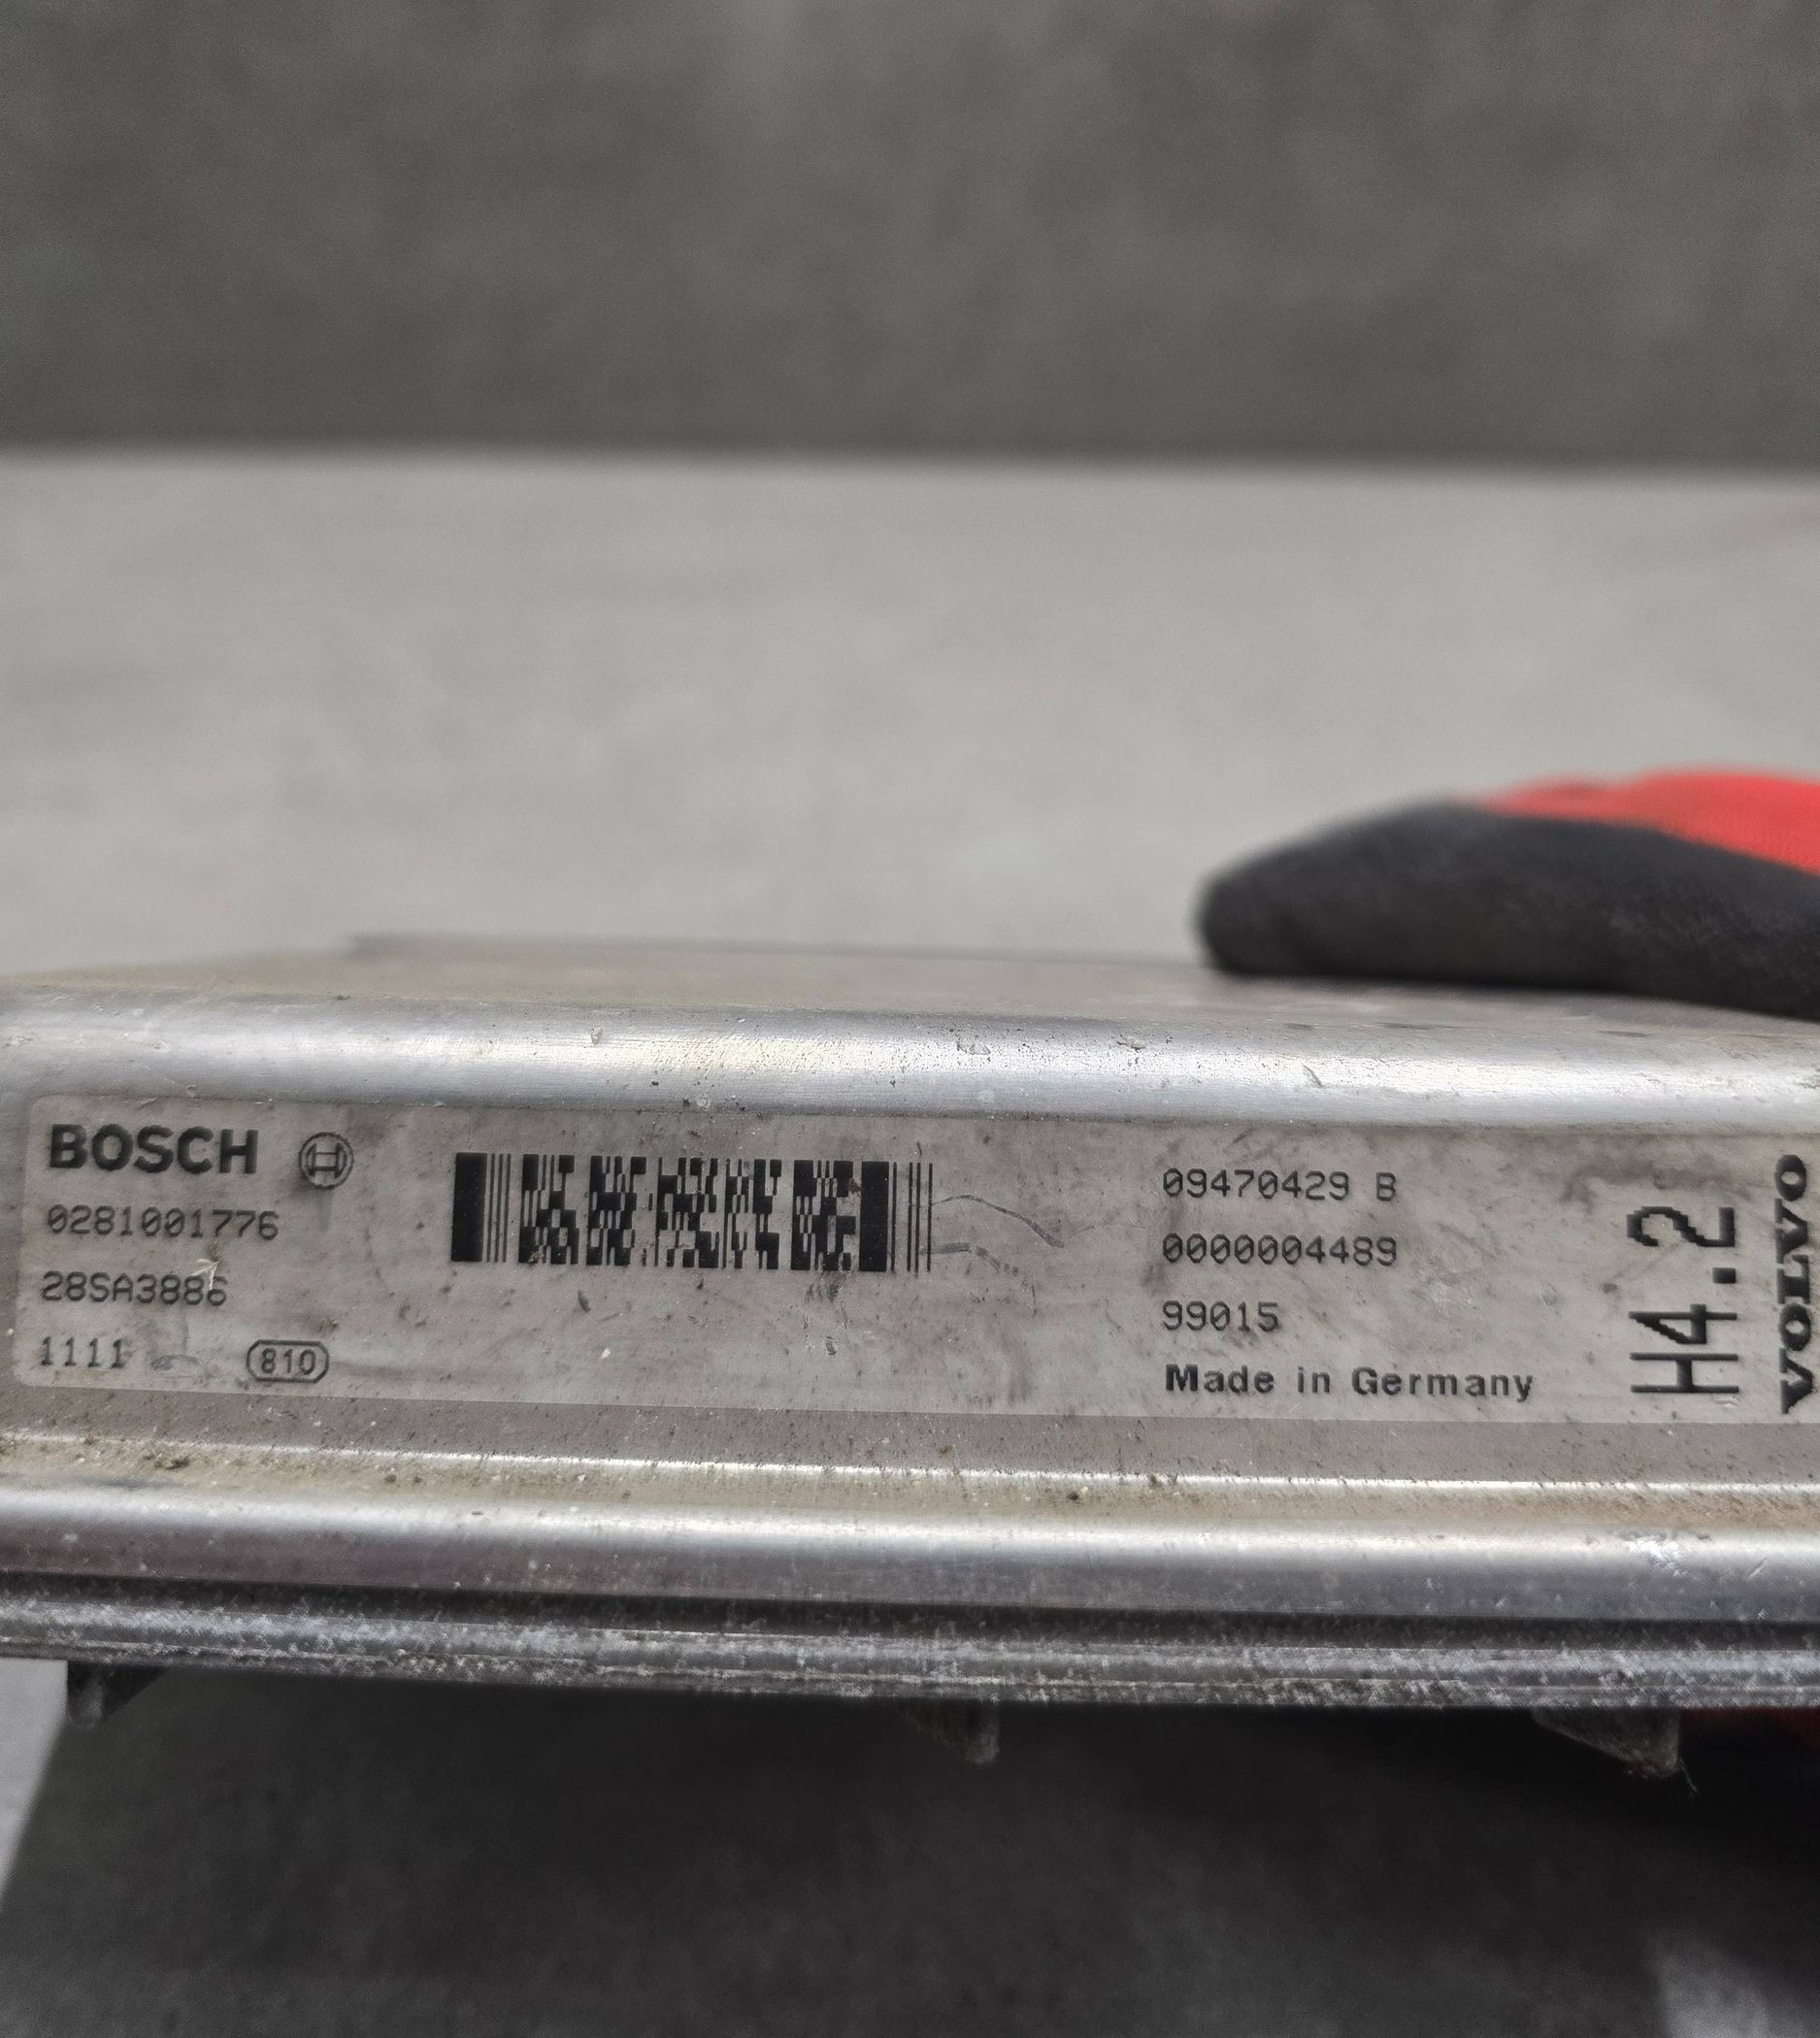 BOSCH
0281001776
28SA3886
1111 810
09470429 B
0000004489
99015
Made in Germany
H4.2
VOLVO